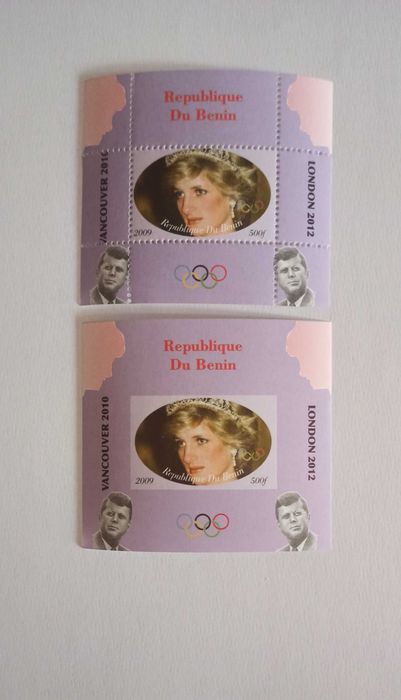 Republique
Du Benin
VANCOUVER 2010
LONDON 2012
Republique Du Benin
2009
500f
Republique
Du Benin
VANCOUVER 2010
LONDON 2012
Republique Du Benin
2009
500f